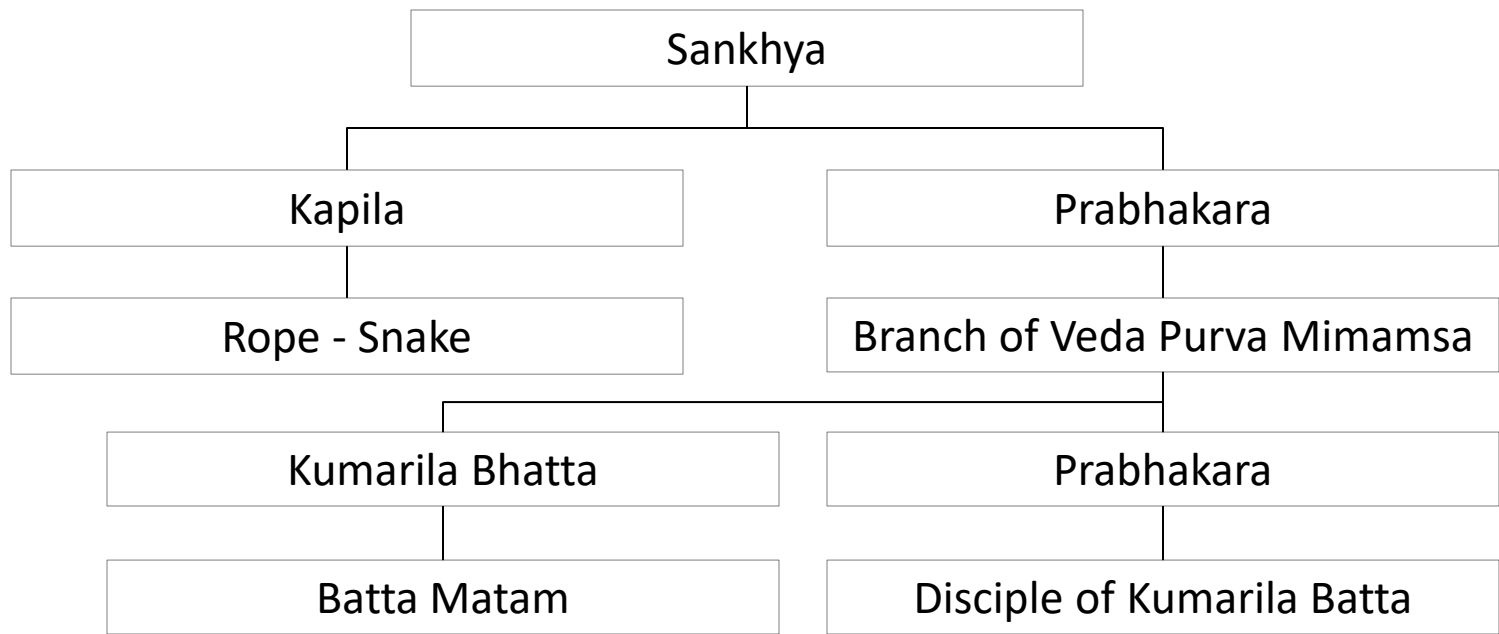 Sankhya
Kapila
Prabhakara
Rope - Snake
Branch of Veda Purva Mimamsa
Kumarila Bhatta
Prabhakara
Batta Matam
Disciple of Kumarila Batta